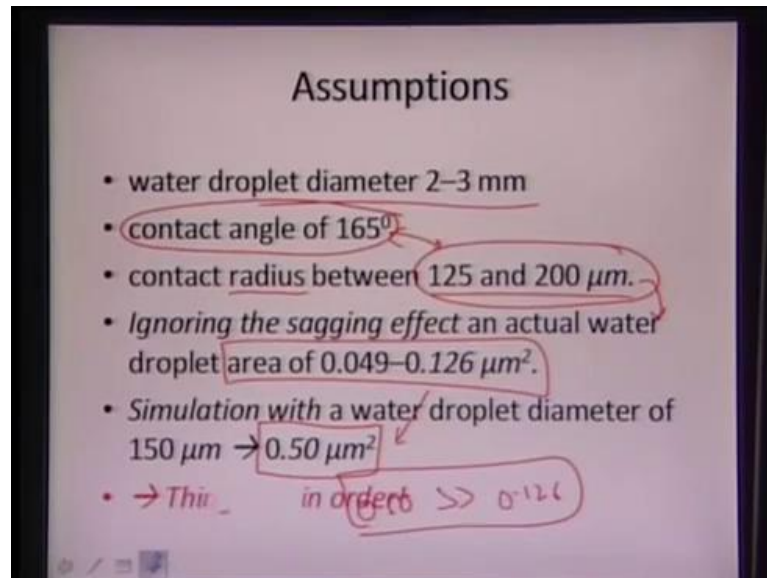 Assumptions
• water droplet diameter 2–3 mm
• contact angle of 165⁰
• contact radius between 125 and 200 μm.
• Ignoring the sagging effect an actual water
droplet area of 0.049–0.126 μm².
• Simulation with a water droplet diameter of
150 μm → 0.50 μm²
• → Thin in order >> 0.126